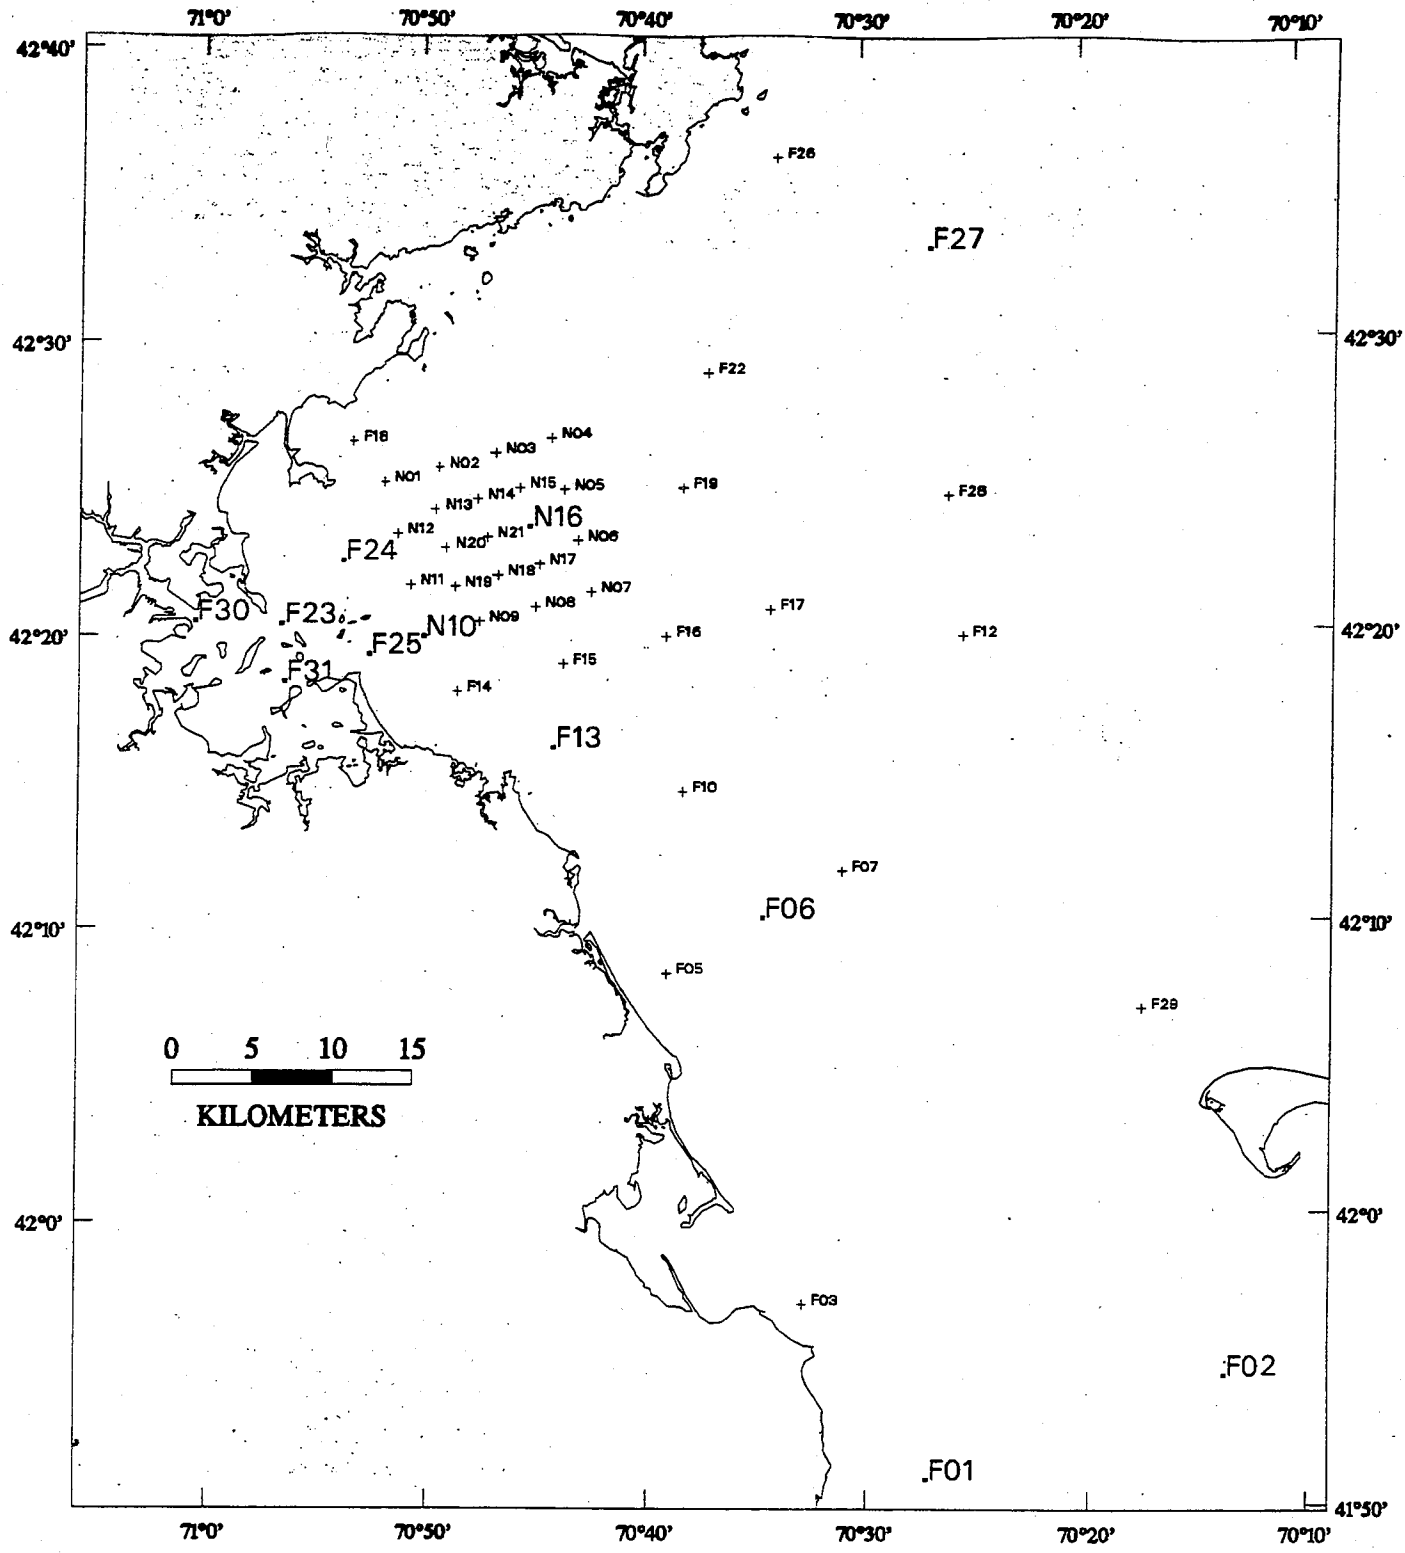 71°0' 70°50' 70°40' 70°30' 70°20' 70°10'
42°40'
F26
F27
42°30' 42°30'
F22
F18 N04
N03
N02
N01 N15 N05 F19 F28
N14
N13
N16
N12 N21 N06
F24 N20
N17
N18
N11 N19 N07
F30 F23 N08 F17
N10 N09
42°20' F25 F16 F12 42°20'
F31 F15
F14
F13
F10
F07
F06
42°10' 42°10'
F05
F29
0 5 10 15
KILOMETERS
42°0' 42°0'
F03
F02
F01
41°50'
71°0' 70°50' 70°40' 70°30' 70°20' 70°10'